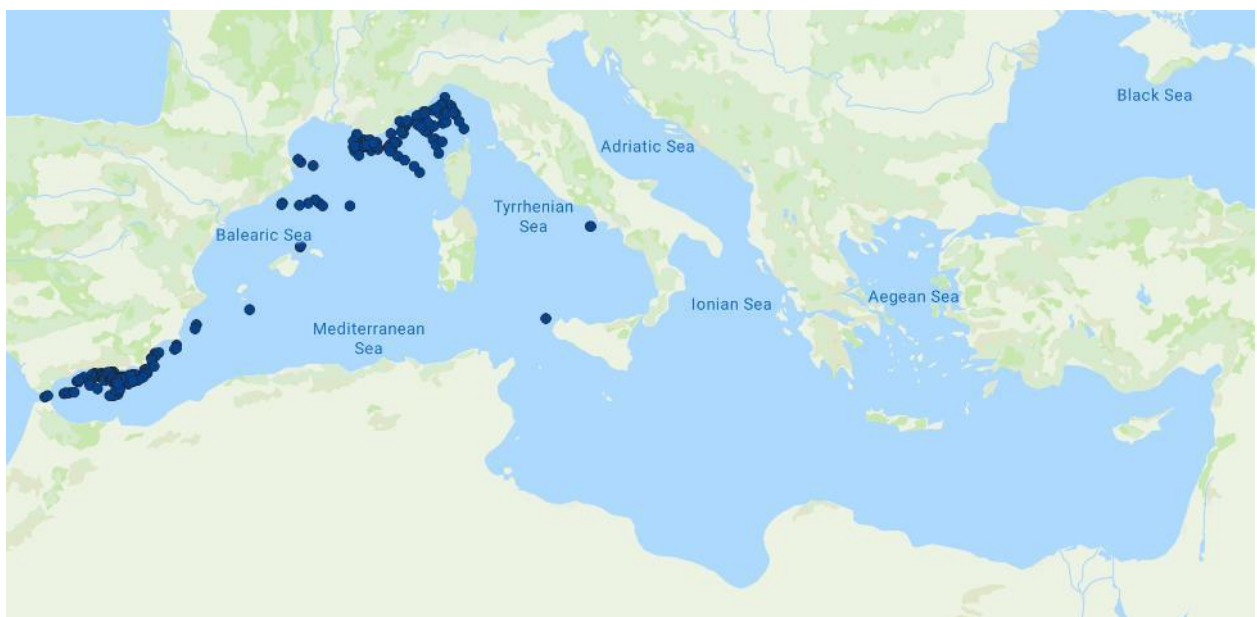 Black Sea
Adriatic Sea
Tyrrhenian
Sea
Balearic Sea
Ionian Sea
Aegean Sea
Mediterranean
Sea